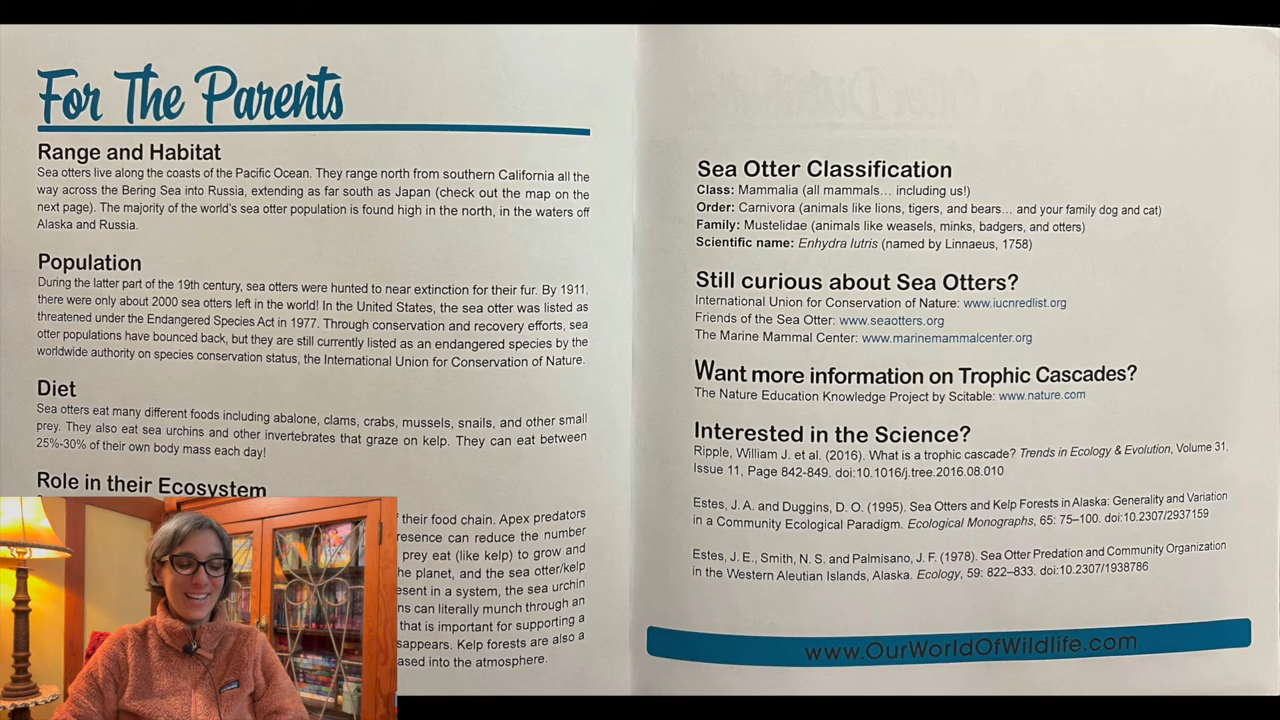 For The Parents
Range and Habitat
Sea otters live along the coasts of the Pacific Ocean. They range north from southern California all the
way across the Bering Sea into Russia, extending as far south as Japan (check out the map on the
next page). The majority of the world's sea otter population is found high in the north, in the waters off
Alaska and Russia.
Population
During the latter part of the 19th century, sea otters were hunted to near extinction for their fur. By 1911,
there were only about 2000 sea otters left in the world! In the United States, the sea otter was listed as
threatened under the Endangered Species Act in 1977. Through conservation and recovery efforts, sea
otter populations have bounced back, but they are still currently listed as an endangered species by the
worldwide authority on species conservation status, the International Union for Conservation of Nature.
Diet
Sea otters eat many different foods including abalone, clams, crabs, mussels, snails, and other small
prey. They also eat sea urchins and other invertebrates that graze on kelp. They can eat between
25%-30% of their own body mass each day!
Role in their Ecosystem
their food chain. Apex predators
resence can reduce the number
prey eat (like kelp) to grow and
he planet, and the sea otter/kelp
esent in a system, the sea urchin
ns can literally munch through an
that is important for supporting a
sappears. Kelp forests are also a
ased into the atmosphere.
Sea Otter Classification
Class: Mammalia (all mammals... including us!)
Order: Carnivora (animals like lions, tigers, and bears... and your family dog and cat)
Family: Mustelidae (animals like weasels, minks, badgers, and otters)
Scientific name: Enhydra lutris (named by Linnaeus, 1758)
Still curious about Sea Otters?
International Union for Conservation of Nature: www.iucnredlist.org
Friends of the Sea Otter: www.seaotters.org
The Marine Mammal Center: www.marinemammalcenter.org
Want more information on Trophic Cascades?
The Nature Education Knowledge Project by Scitable: www.nature.com
Interested in the Science?
Ripple, William J. et al. (2016). What is a trophic cascade? Trends in Ecology & Evolution, Volume 31,
Issue 11, Page 842-849. doi:10.1016/j.tree.2016.08.010
Estes, J. A. and Duggins, D. O. (1995). Sea Otters and Kelp Forests in Alaska: Generality and Variation
in a Community Ecological Paradigm. Ecological Monographs, 65: 75–100. doi:10.2307/2937159
Estes, J. E., Smith, N. S. and Palmisano, J. F. (1978). Sea Otter Predation and Community Organization
in the Western Aleutian Islands, Alaska. Ecology, 59: 822–833. doi:10.2307/1938786
www.OurWorldOfWildlife.com